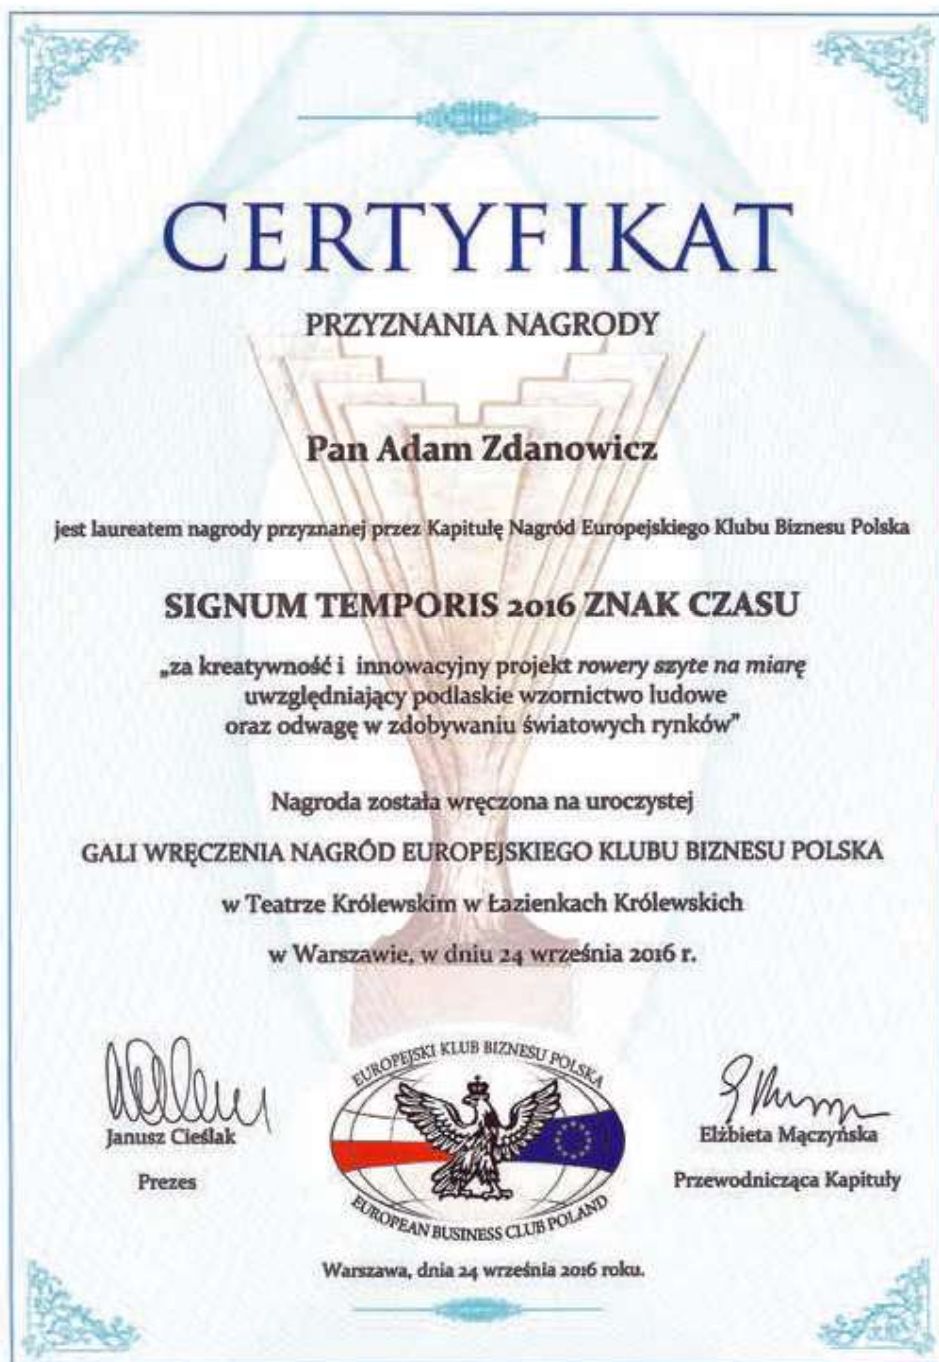 CERTYFIKAT
PRZYZNANIA NAGRODY
Pan Adam Zdanowicz
jest laureatem nagrody przyznanej przez Kapitułę Nagród Europejskiego Klubu Biznesu Polska
SIGNUM TEMPORIS 2016 ZNAK CZASU
„za kreatywność i innowacyjny projekt rowery szyte na miarę
uwzględniający podlaskie wzornictwo ludowe
oraz odwagę w zdobywaniu światowych rynków”
Nagroda została wręczona na uroczystej
GALI WRĘCZENIA NAGRÓD EUROPEJSKIEGO KLUBU BIZNESU POLSKA
w Teatrze Królewskim w Łazienkach Królewskich
w Warszawie, w dniu 24 września 2016 r.
EUROPEJSKI KLUB BIZNESU POLSKA
Janusz Cieślak
Prezes
Elżbieta Mączyńska
Przewodnicząca Kapituły
EUROPEAN BUSINESS CLUB POLAND
Warszawa, dnia 24 września 2016 roku.